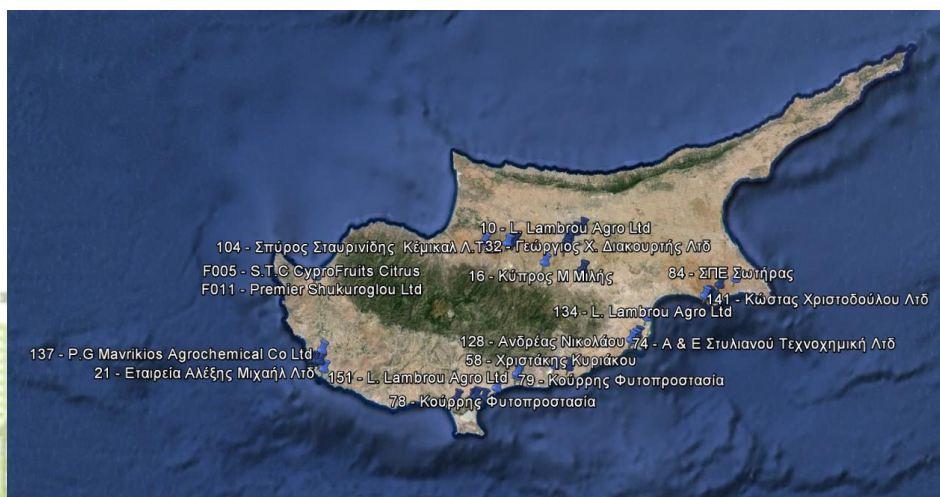 10 - L. Lambrou Agro Ltd
104 - Σπύρος Σταυρινίδης Κέμικαλ Λ.Τ
32 - Γεώργιος Χ. Διακουρτής Λτδ
F005 - S.T.C CyproFruits Citrus
16 - Κύπρος Μ Μιλής
84 - ΣΠΕ Σωτήρας
F011 - Premier Shukuroglou Ltd
141 - Κώστας Χριστοδούλου Λτδ
134 - L. Lambrou Agro Ltd
128 - Ανδρέας Νικολάου
74 - Α & Ε Στυλιανού Τεχνοχημική Λτδ
137 - P.G Mavrikios Agrochemical Co Ltd
58 - Χριστάκης Κυριάκου
21 - Εταιρεία Αλέξης Μιχαήλ Λτδ
151 - L. Lambrou Agro Ltd
79 - Κούρρης Φυτοπροστασία
78 - Κούρρης Φυτοπροστασία